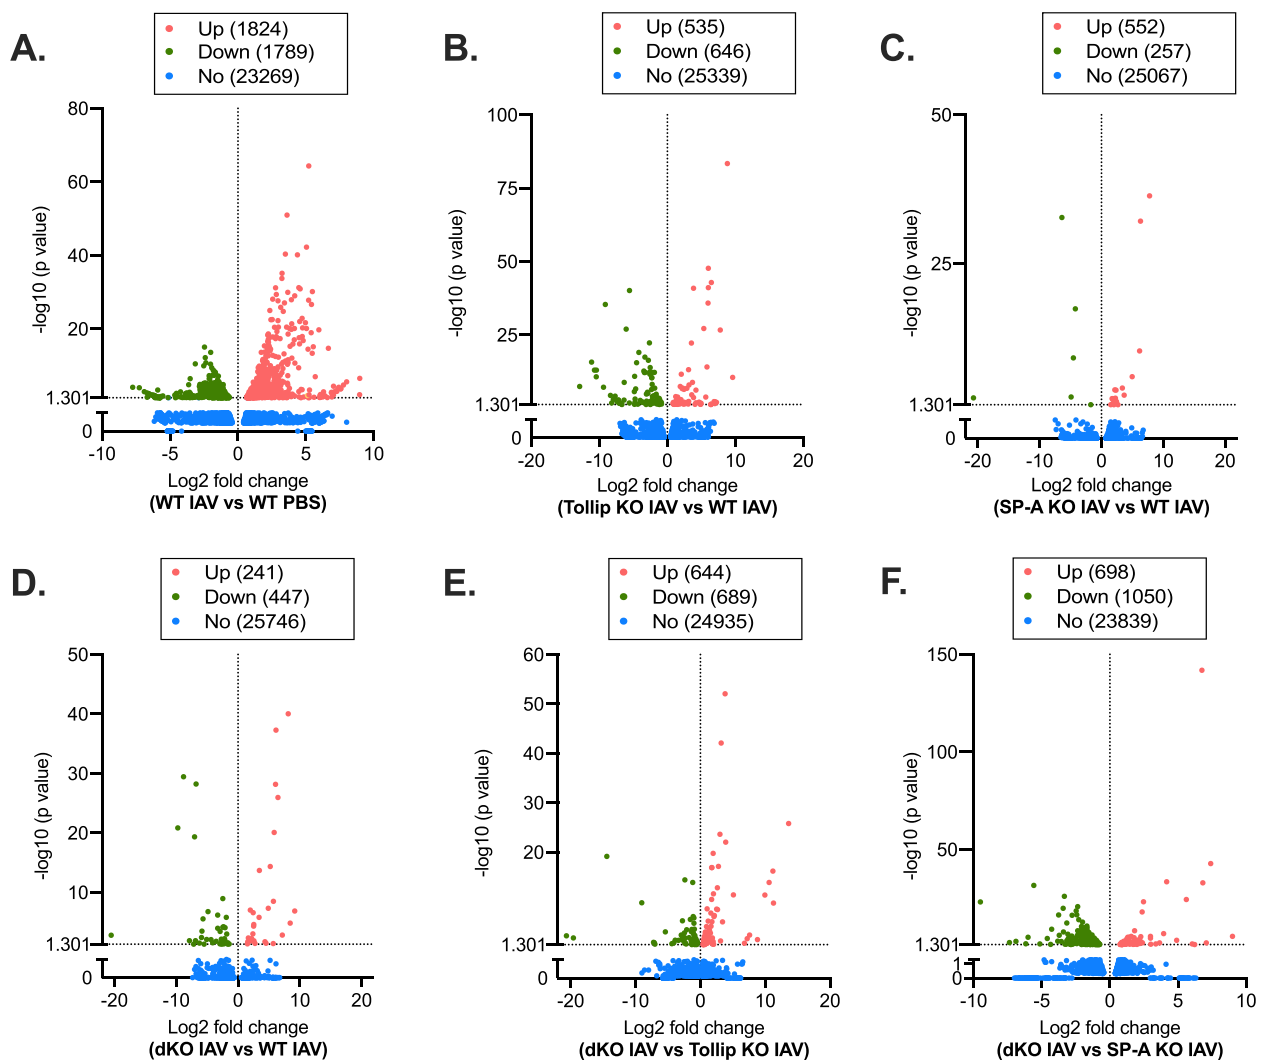 A.
Up (1824)
Down (1789)
No (23269)
80
60
40
20
1.301
0
-log10 (p value)
-10
-5
0
5
10
Log2 fold change
(WT IAV vs WT PBS)
B.
Up (535)
Down (646)
No (25339)
100
75
50
25
1.301
0
-log10 (p value)
-20
-10
0
10
20
Log2 fold change
(Tollip KO IAV vs WT IAV)
C.
Up (552)
Down (257)
No (25067)
50
25
1.301
0
-log10 (p value)
-20
-10
0
10
20
Log2 fold change
(SP-A KO IAV vs WT IAV)
D.
Up (241)
Down (447)
No (25746)
50
40
30
20
10
1.301
0
-log10 (p value)
-20
-10
0
10
20
Log2 fold change
(dKO IAV vs WT IAV)
E.
Up (644)
Down (689)
No (24935)
60
50
40
30
20
1.301
0
-log10 (p value)
-20
-10
0
10
20
Log2 fold change
(dKO IAV vs Tollip KO IAV)
F.
Up (698)
Down (1050)
No (23839)
150
100
50
1.301
1
0
-log10 (p value)
-10
-5
0
5
10
Log2 fold change
(dKO IAV vs SP-A KO IAV)